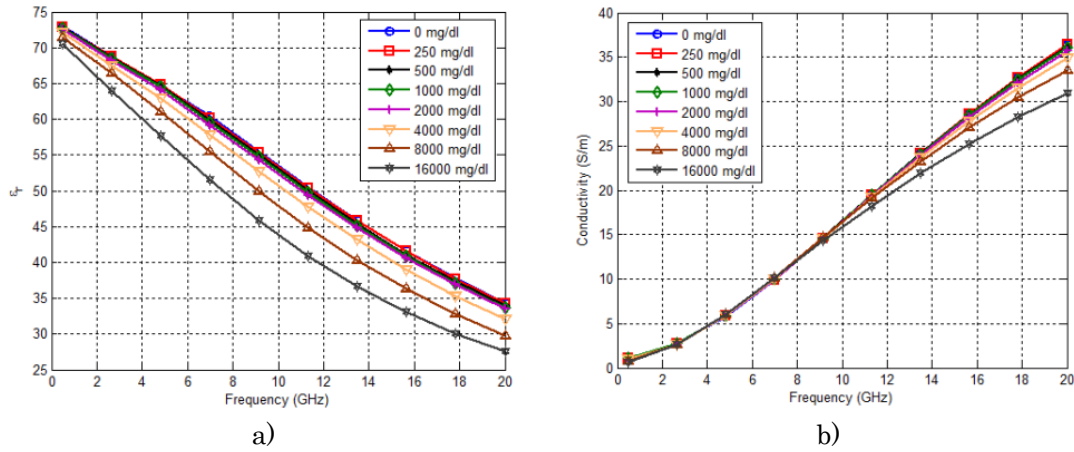 75
70
65
60
55
50
45
40
35
30
25
εr
0 2 4 6 8 10 12 14 16 18 20
Frequency (GHz)
0 mg/dl
250 mg/dl
500 mg/dl
1000 mg/dl
2000 mg/dl
4000 mg/dl
8000 mg/dl
16000 mg/dl
a)
40
35
30
25
20
15
10
5
0
Conductivity (S/m)
0 2 4 6 8 10 12 14 16 18 20
Frequency (GHz)
0 mg/dl
250 mg/dl
500 mg/dl
1000 mg/dl
2000 mg/dl
4000 mg/dl
8000 mg/dl
16000 mg/dl
b)